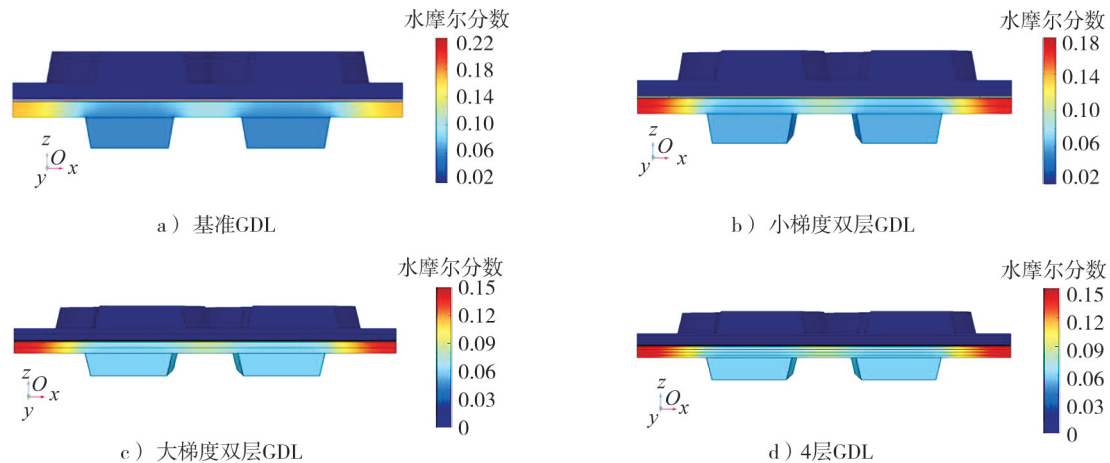 水摩尔分数
0.22
0.18
0.14
0.10
0.06
0.02
z
O
x
y
a）基准GDL
水摩尔分数
0.18
0.14
0.10
0.06
0.02
z
O
x
y
b）小梯度双层GDL
水摩尔分数
0.15
0.12
0.09
0.06
0.03
0
z
O
x
y
c）大梯度双层GDL
水摩尔分数
0.15
0.12
0.09
0.06
0.03
0
z
O
x
y
d）4层GDL